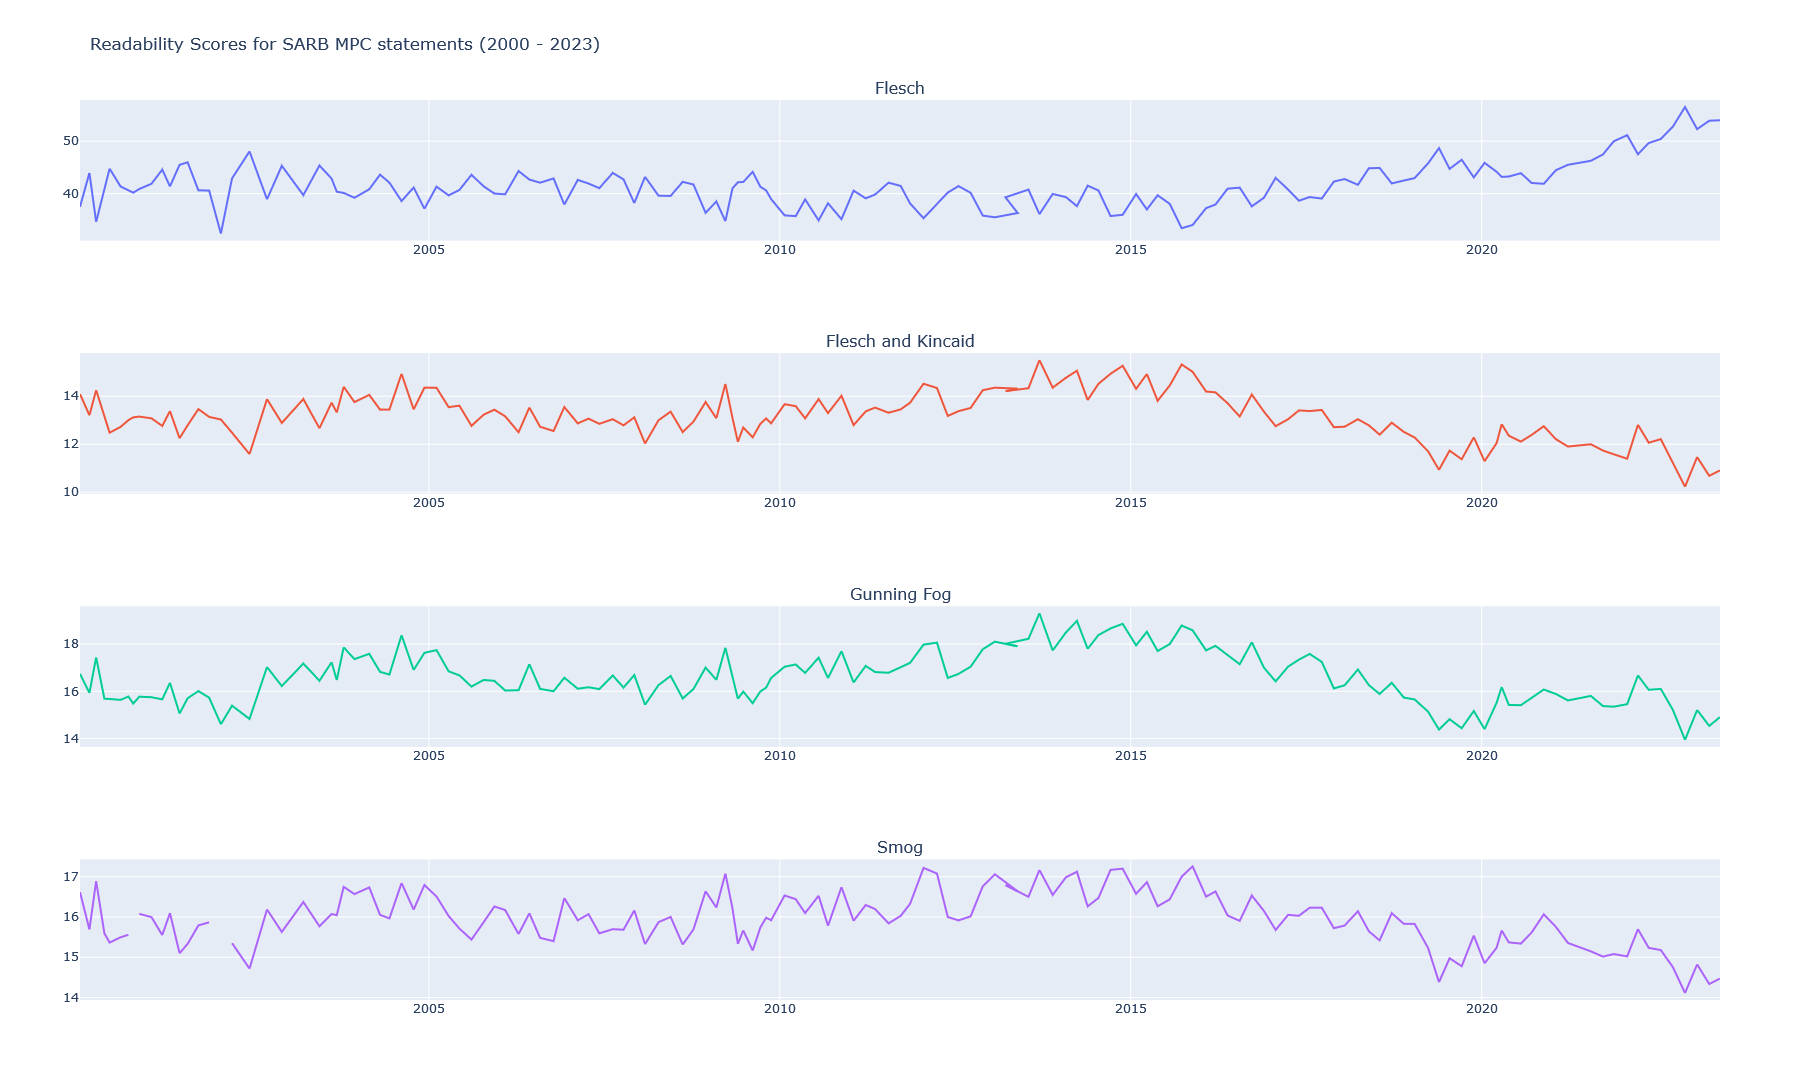 Readability Scores for SARB MPC statements (2000 - 2023)
Flesch
50
40
2005 2010 2015 2020
Flesch and Kincaid
14
12
10
2005 2010 2015 2020
Gunning Fog
18
16
14
2005 2010 2015 2020
Smog
17
16
15
14
2005 2010 2015 2020